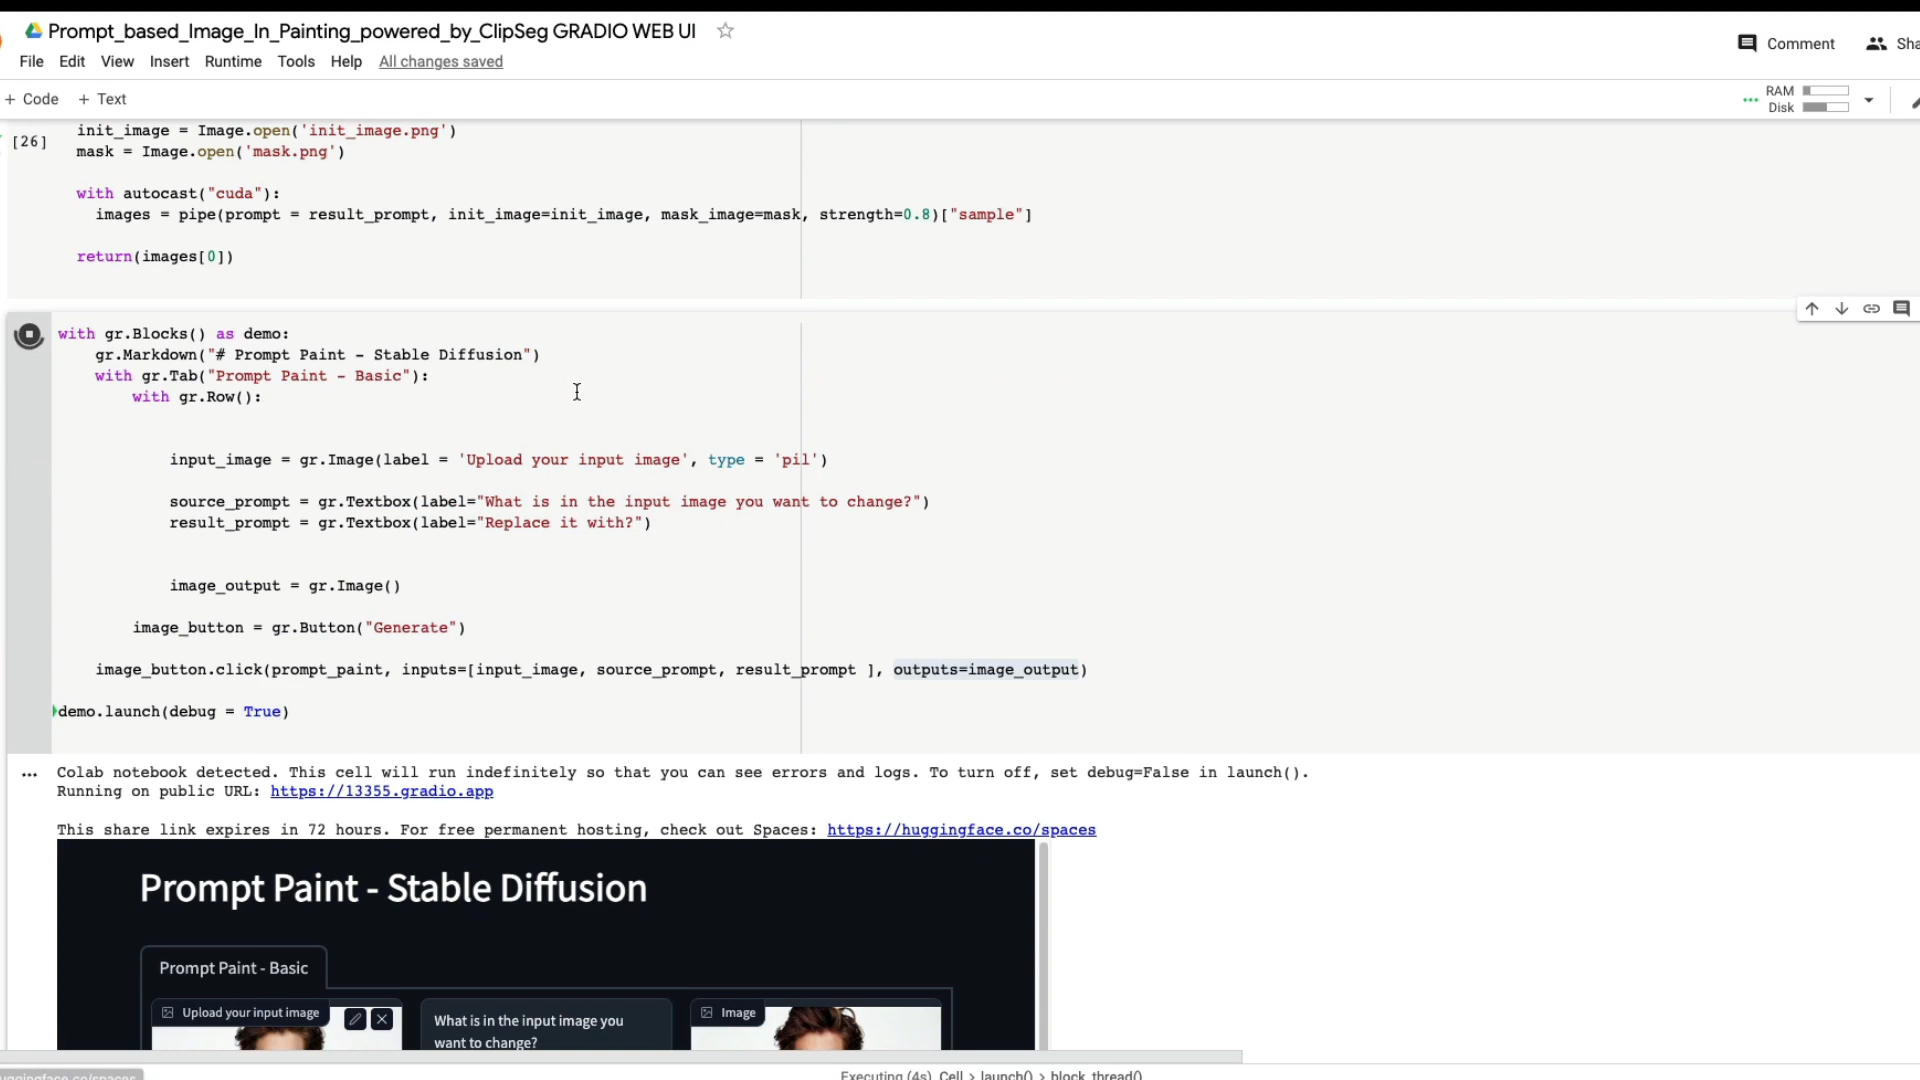 Prompt_based_Image_In_Painting_powered_by_ClipSeg GRADIO WEB UI
Comment
File Edit View Insert Runtime Tools Help All changes saved
+ Code + Text
RAM
Disk
[26]
init_image = Image.open('init_image.png')
mask = Image.open('mask.png')
with autocast("cuda"):
images = pipe(prompt = result_prompt, init_image=init_image, mask_image=mask, strength=0.8)["sample"]
return(images[0])
with gr.Blocks() as demo:
gr.Markdown("# Prompt Paint - Stable Diffusion")
with gr.Tab("Prompt Paint - Basic"):
with gr.Row():
input_image = gr.Image(label = 'Upload your input image', type = 'pil')
source_prompt = gr.Textbox(label="What is in the input image you want to change?")
result_prompt = gr.Textbox(label="Replace it with?")
image_output = gr.Image()
image_button = gr.Button("Generate")
image_button.click(prompt_paint, inputs=[input_image, source_prompt, result_prompt ], outputs=image_output)
demo.launch(debug = True)
Colab notebook detected. This cell will run indefinitely so that you can see errors and logs. To turn off, set debug=False in launch().
Running on public URL: https://13355.gradio.app
This share link expires in 72 hours. For free permanent hosting, check out Spaces: https://huggingface.co/spaces
Prompt Paint - Stable Diffusion
Prompt Paint - Basic
Upload your input image
What is in the input image you
want to change?
Image
Executing (4s) Cell > launch() > block_thread()